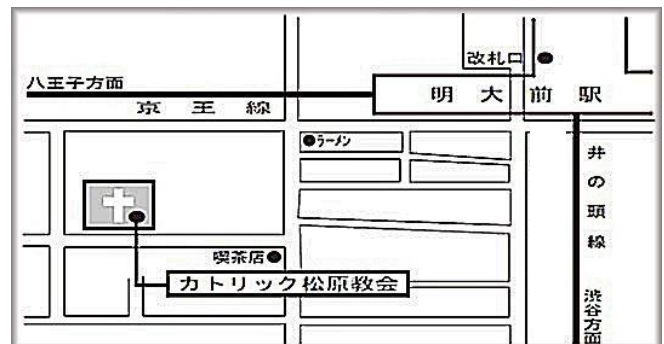 改札口
八王子方面
明大前駅
京王線
ラーメン
井の頭線
喫茶店
カトリック松原教会
渋谷方面